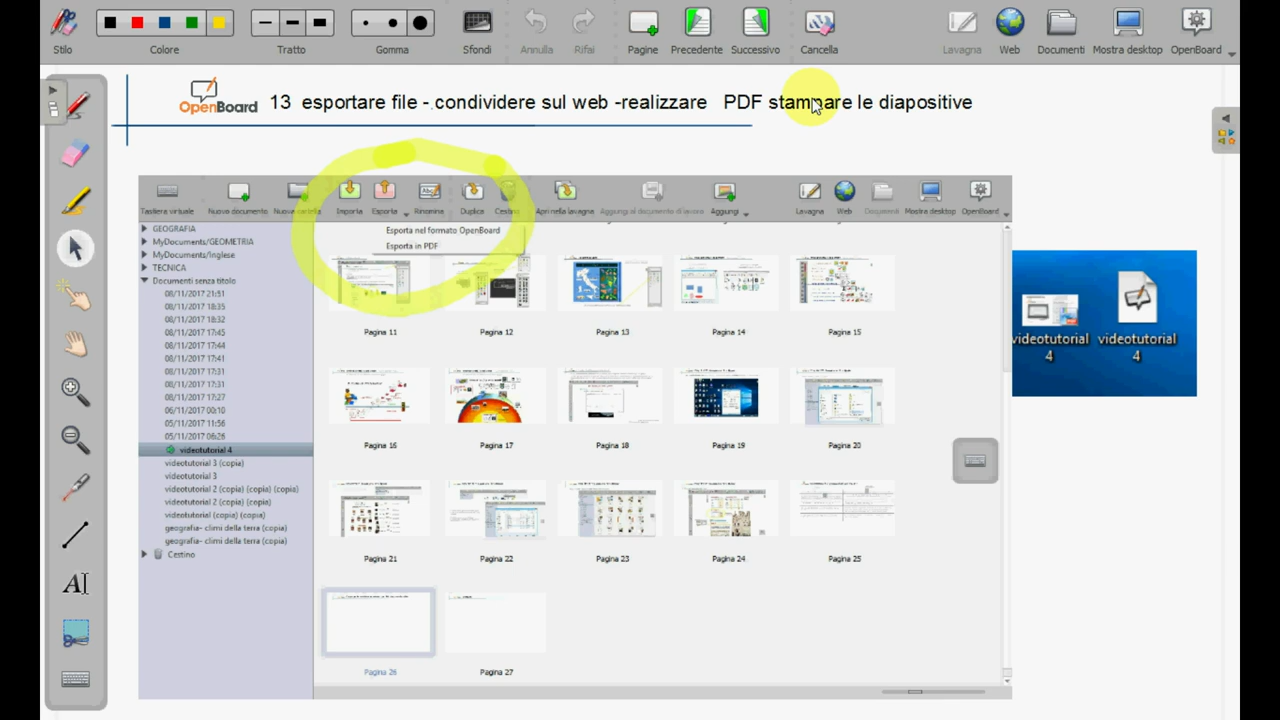 Stilo Colore Tratto Gomma Sfondi Annulla Rifai Pagine Precedente Successivo Cancella Lavagna Web Documenti Mostra desktop OpenBoard
OpenBoard 13 esportare file - condividere sul web -realizzare PDF stampare le diapositive
Tastiera virtuale Nuovo documento Nuova cartella Importa Esporta Rinomina Duplica Cestino Apri nella lavagna Aggiungi al documento di lavoro Aggiungi Lavagna Web Documenti Mostra desktop OpenBoard
Esporta nel formato OpenBoard
Esporta in PDF
GEOGRAFIA
MyDocuments/GEOMETRIA
MyDocuments/Inglese
TECNICA
Documenti senza titolo
08/11/2017 21:51
08/11/2017 18:35
08/11/2017 18:32
08/11/2017 17:45
08/11/2017 17:44
08/11/2017 17:41
08/11/2017 17:31
08/11/2017 17:31
08/11/2017 17:27
06/11/2017 00:10
05/11/2017 11:56
05/11/2017 06:26
videotutorial 4
videotutorial 3 (copia)
videotutorial 3
videotutorial 2 (copia) (copia) (copia)
videotutorial 2 (copia) (copia)
videotutorial (copia) (copia)
geografia- climi della terra (copia)
geografia- climi della terra (copia)
Cestino
Pagina 11 Pagina 12 Pagina 13 Pagina 14 Pagina 15
Pagina 16 Pagina 17 Pagina 18 Pagina 19 Pagina 20
Pagina 21 Pagina 22 Pagina 23 Pagina 24 Pagina 25
Pagina 26 Pagina 27
videotutorial 4
videotutorial 4